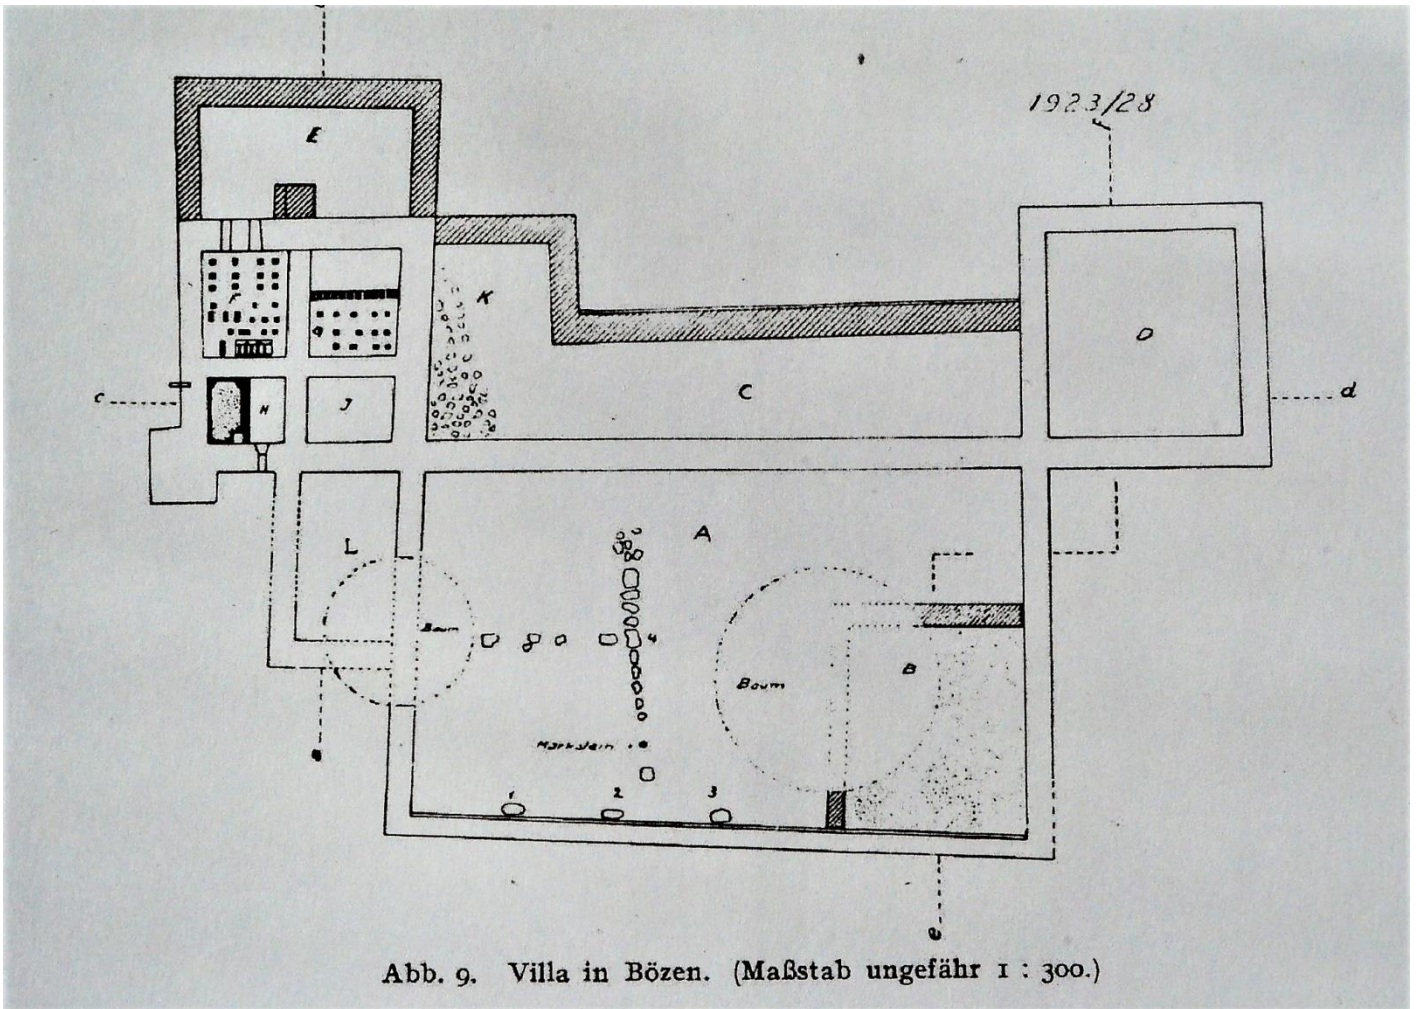 E
1923/28
K
F
G
D
C
c
d
H
J
A
L
Baum
4
B
Baum
Markstein
1
2
3
a
e
Abb. 9. Villa in Bözen. (Maßstab ungefähr 1 : 300.)